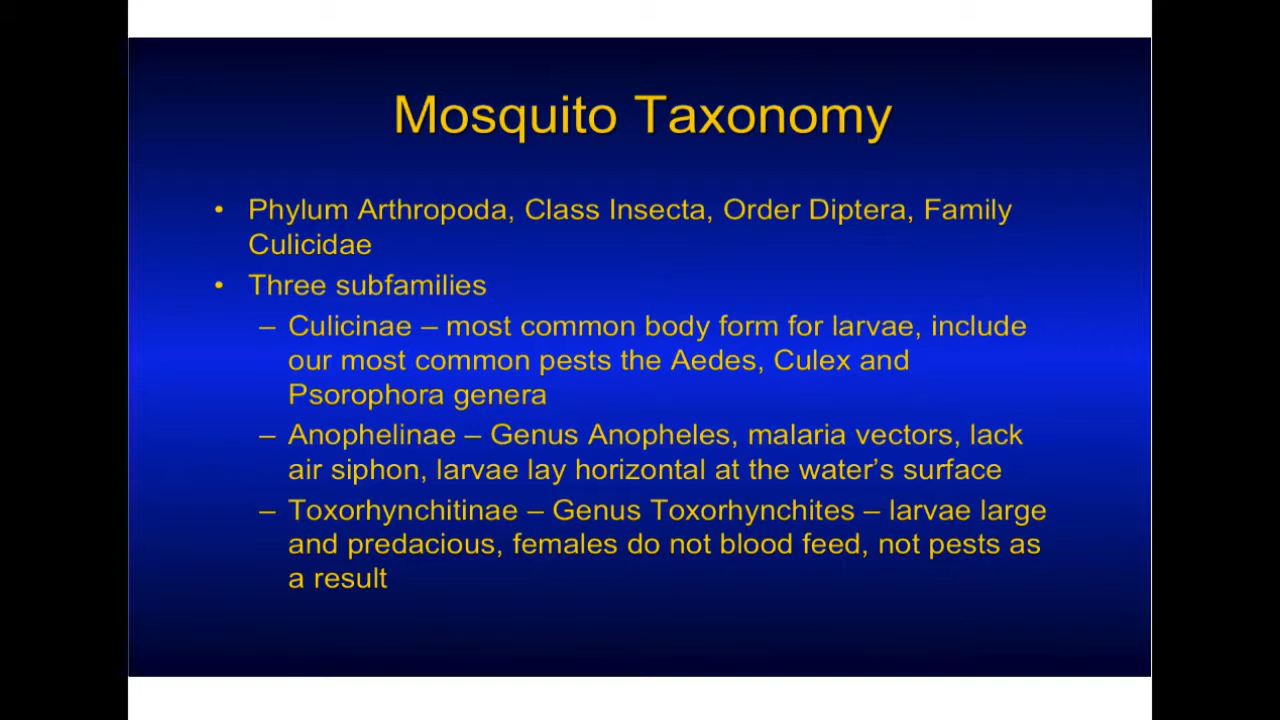 Mosquito Taxonomy
• Phylum Arthropoda, Class Insecta, Order Diptera, Family
Culicidae
• Three subfamilies
– Culicinae – most common body form for larvae, include
our most common pests the Aedes, Culex and
Psorophora genera
– Anophelinae – Genus Anopheles, malaria vectors, lack
air siphon, larvae lay horizontal at the water’s surface
– Toxorhynchitinae – Genus Toxorhynchites – larvae large
and predacious, females do not blood feed, not pests as
a result